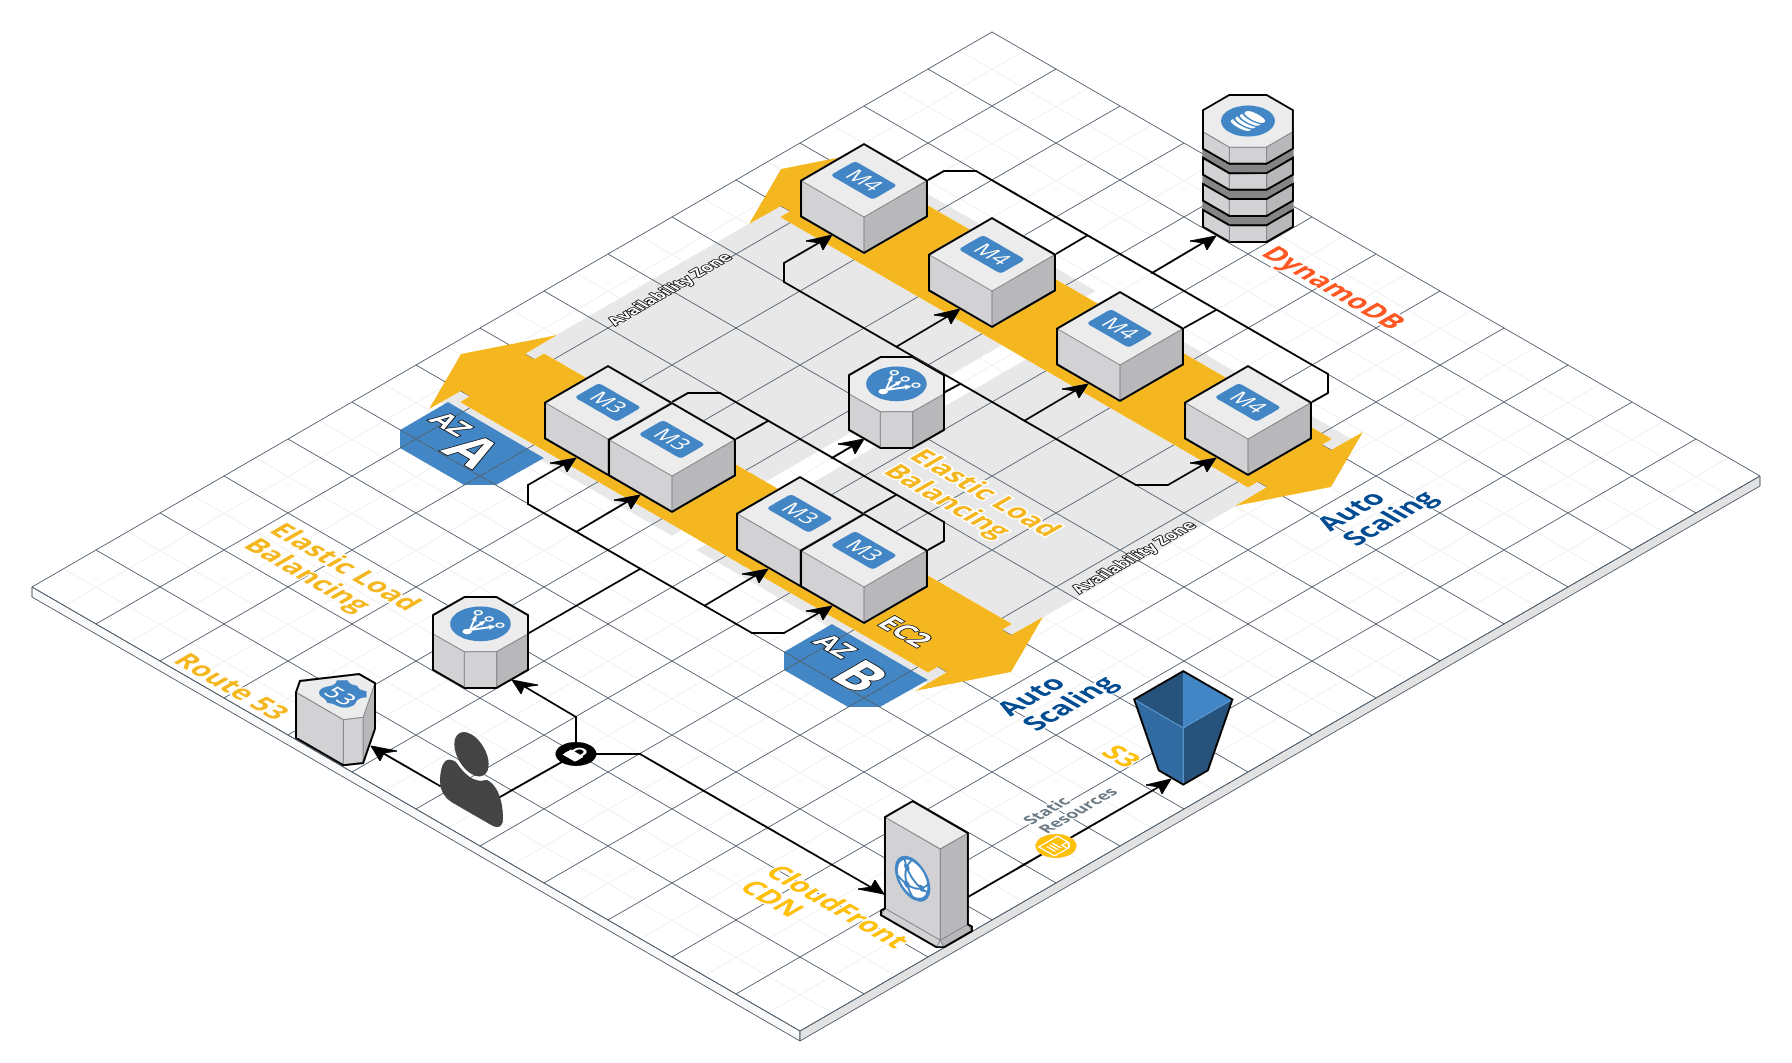 M4
M4
M4
M4
DynamoDB
Availability Zone
M3
M3
AZ
A
Elastic Load
Balancing
M3
M3
Auto
Scaling
Availability Zone
Elastic Load
Balancing
EC2
AZ
B
Route 53
53
Auto
Scaling
S3
Static
Resources
CloudFront
CDN